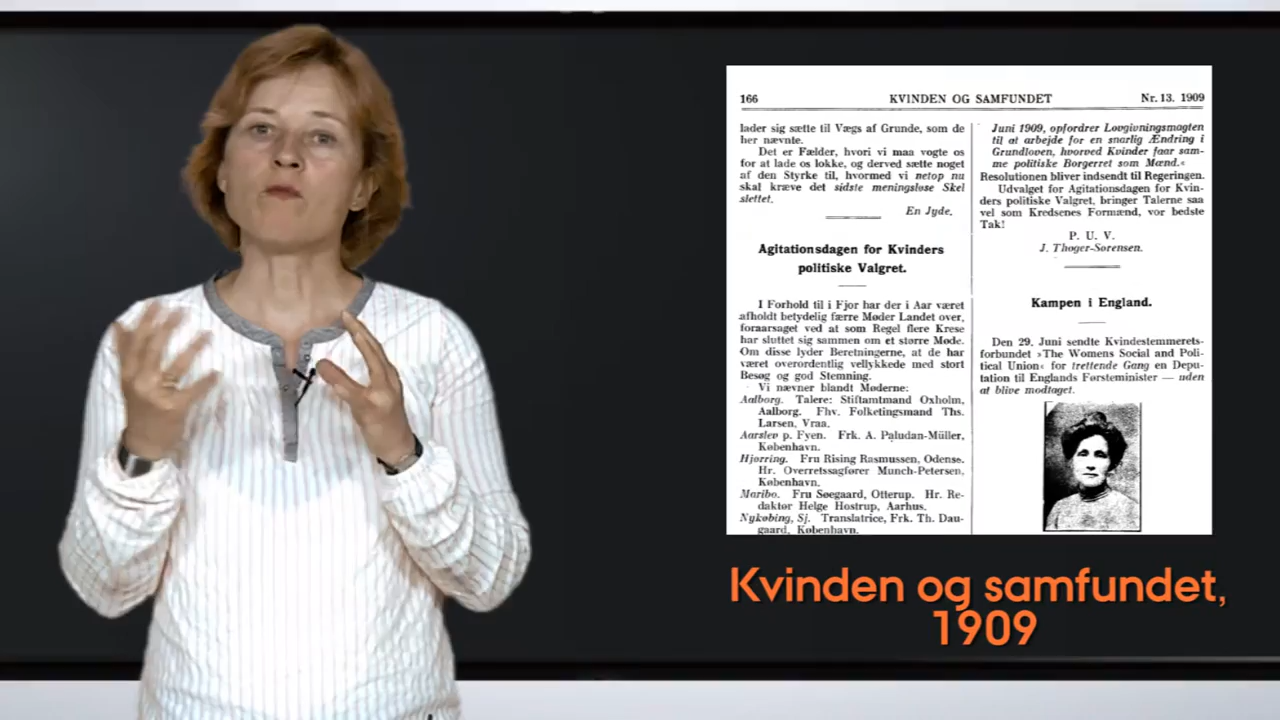 166 KVINDEN OG SAMFUNDET Nr. 13. 1909
lader sig sætte til Vægs af Grunde, som de
her nævnte.
Det er Fælder, hvori vi maa vogte os
for at lade os lokke, og derved sætte noget
af den Styrke til, hvormed vi netop nu
skal kræve det sidste meningsløse Skel
slettet.
En Jyde.
Agitationsdagen for Kvinders
politiske Valgret.
I Forhold til i Fjor har der i Aar været
afholdt betydelig færre Møder Landet over,
foraarsaget ved at som Regel flere Krese
har sluttet sig sammen om et større Møde.
Om disse lyder Beretningerne, at de har
været overordentlig vellykkede med stort
Besøg og god Stemning.
Vi nævner blandt Møderne:
Aalborg. Talere: Stiftamtmand Oxholm,
Aalborg. Fhv. Folketingsmand Ths.
Larsen, Vraa.
Aarslev p. Fyen. Frk. A. Paludan-Müller,
København.
Hjørring. Fru Rising Rasmussen, Odense.
Hr. Overretssagfører Munch-Petersen,
København.
Maribo. Fru Søegaard, Otterup. Hr. Re-
daktør Helge Hostrup, Aarhus.
Nykøbing, Sj. Translatrice, Frk. Th. Dau-
gaard, København.
Juni 1909, opfordrer Lovgivningsmagten
til at arbejde for en snarlig Ændring i
Grundloven, hvorved Kvinder faar sam-
me politiske Borgerret som Mænd.«
Resolutionen bliver indsendt til Regeringen.
Udvalget for Agitationsdagen for Kvin-
ders politiske Valgret, bringer Talerne saa
vel som Kredsenes Formænd, vor bedste
Tak!
P. U. V.
J. Thoger-Sørensen.
Kampen i England.
Den 29. Juni sendte Kvindestemmerets-
forbundet »The Womens Social and Poli-
tical Union« for trettende Gang en Depu-
tation til Englands Førsteminister — uden
at blive modtaget.
Kvinden og samfundet,
1909